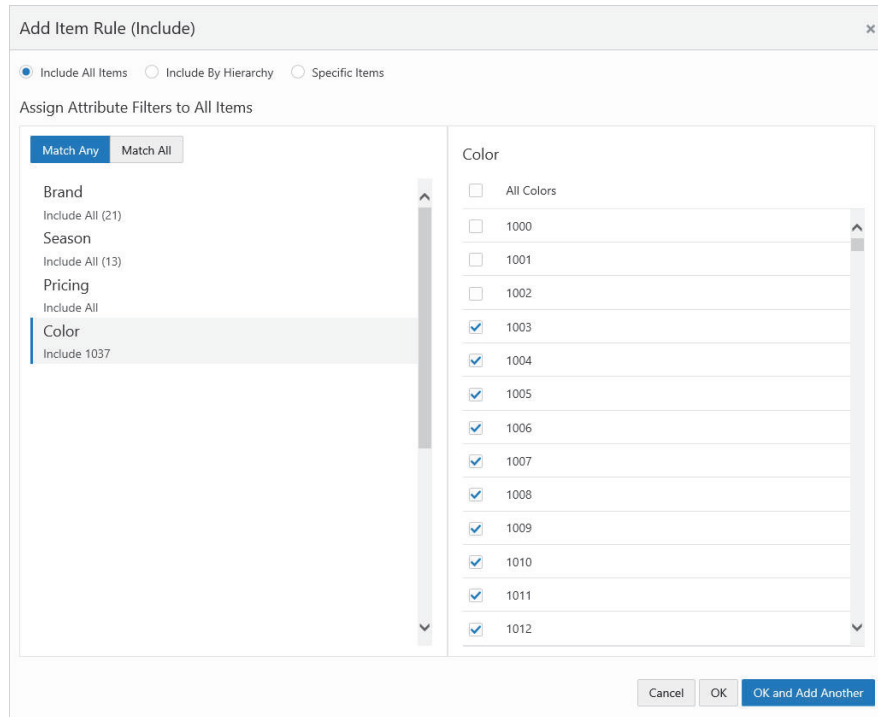 Add Item Rule (Include)
Include All Items Include By Hierarchy Specific Items
Assign Attribute Filters to All Items
Match Any Match All
Brand
Include All (21)
Season
Include All (13)
Pricing
Include All
Color
Include 1037
Color
All Colors
1000
1001
1002
1003
1004
1005
1006
1007
1008
1009
1010
1011
1012
Cancel OK OK and Add Another